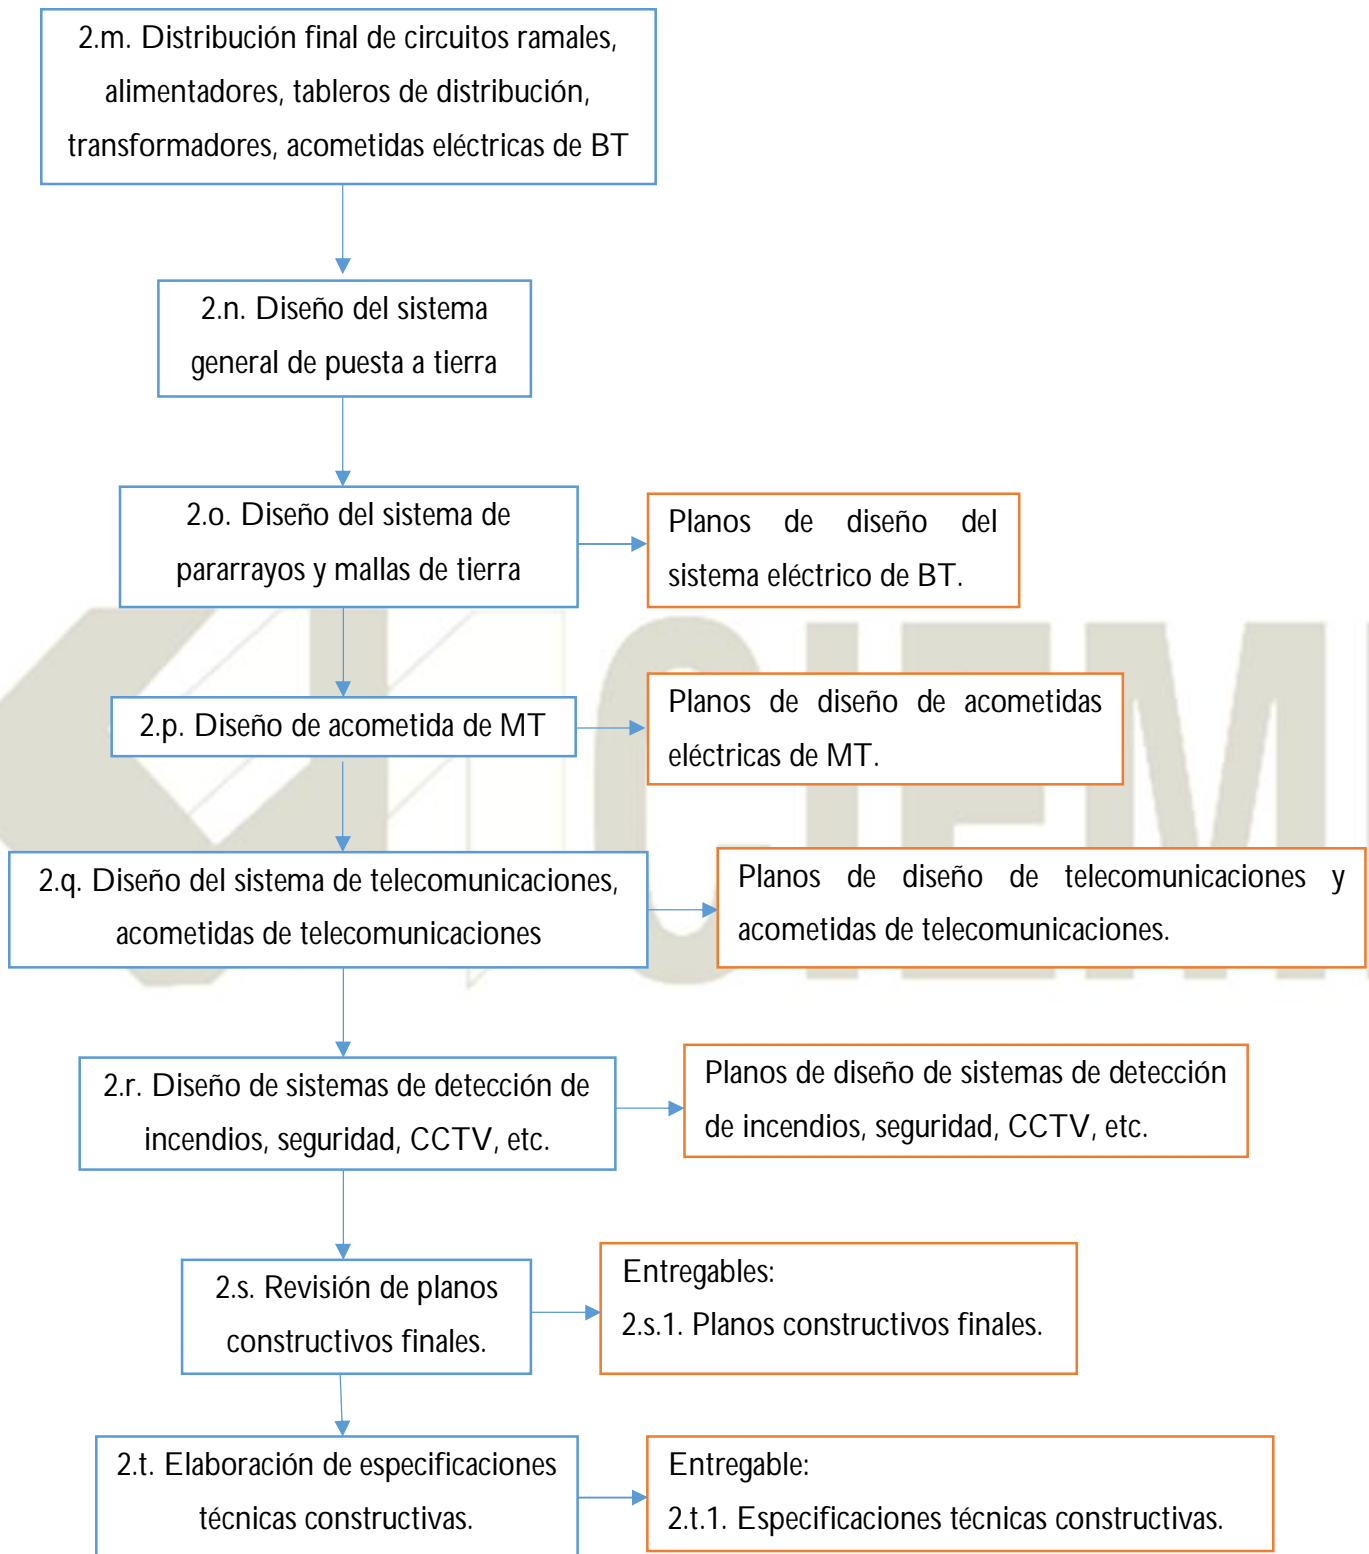 2.m. Distribución final de circuitos ramales,
alimentadores, tableros de distribución,
transformadores, acometidas eléctricas de BT
2.n. Diseño del sistema
general de puesta a tierra
2.o. Diseño del sistema de
pararrayos y mallas de tierra
Planos de diseño del
sistema eléctrico de BT.
2.p. Diseño de acometida de MT
Planos de diseño de acometidas
eléctricas de MT.
2.q. Diseño del sistema de telecomunicaciones,
acometidas de telecomunicaciones
Planos de diseño de telecomunicaciones y
acometidas de telecomunicaciones.
2.r. Diseño de sistemas de detección de
incendios, seguridad, CCTV, etc.
Planos de diseño de sistemas de detección
de incendios, seguridad, CCTV, etc.
2.s. Revisión de planos
constructivos finales.
Entregables:
2.s.1. Planos constructivos finales.
2.t. Elaboración de especificaciones
técnicas constructivas.
Entregable:
2.t.1. Especificaciones técnicas constructivas.
CIEM